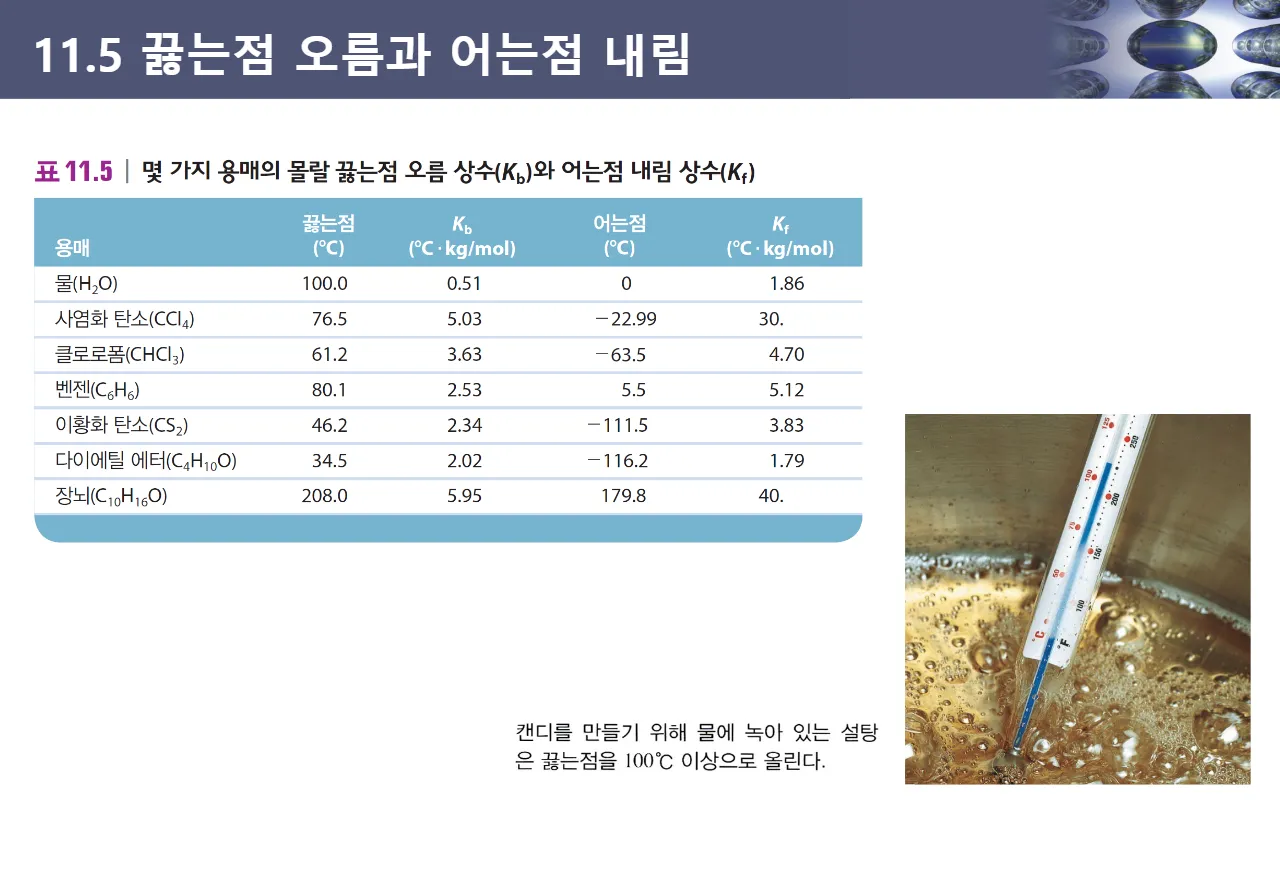 11.5 끓는점 오름과 어는점 내림
표 11.5 | 몇 가지 용매의 몰랄 끓는점 오름 상수(Kb)와 어는점 내림 상수(Kf)
용매 끓는점 (°C) Kb (°C·kg/mol) 어는점 (°C) Kf (°C·kg/mol)
물(H2O) 100.0 0.51 0 1.86
사염화 탄소(CCl4) 76.5 5.03 −22.99 30.
클로로폼(CHCl3) 61.2 3.63 −63.5 4.70
벤젠(C6H6) 80.1 2.53 5.5 5.12
이황화 탄소(CS2) 46.2 2.34 −111.5 3.83
다이에틸 에터(C4H10O) 34.5 2.02 −116.2 1.79
장뇌(C10H16O) 208.0 5.95 179.8 40.
125 250
100 200
75 150
50 100
°C °F
캔디를 만들기 위해 물에 녹아 있는 설탕
은 끓는점을 100℃ 이상으로 올린다.